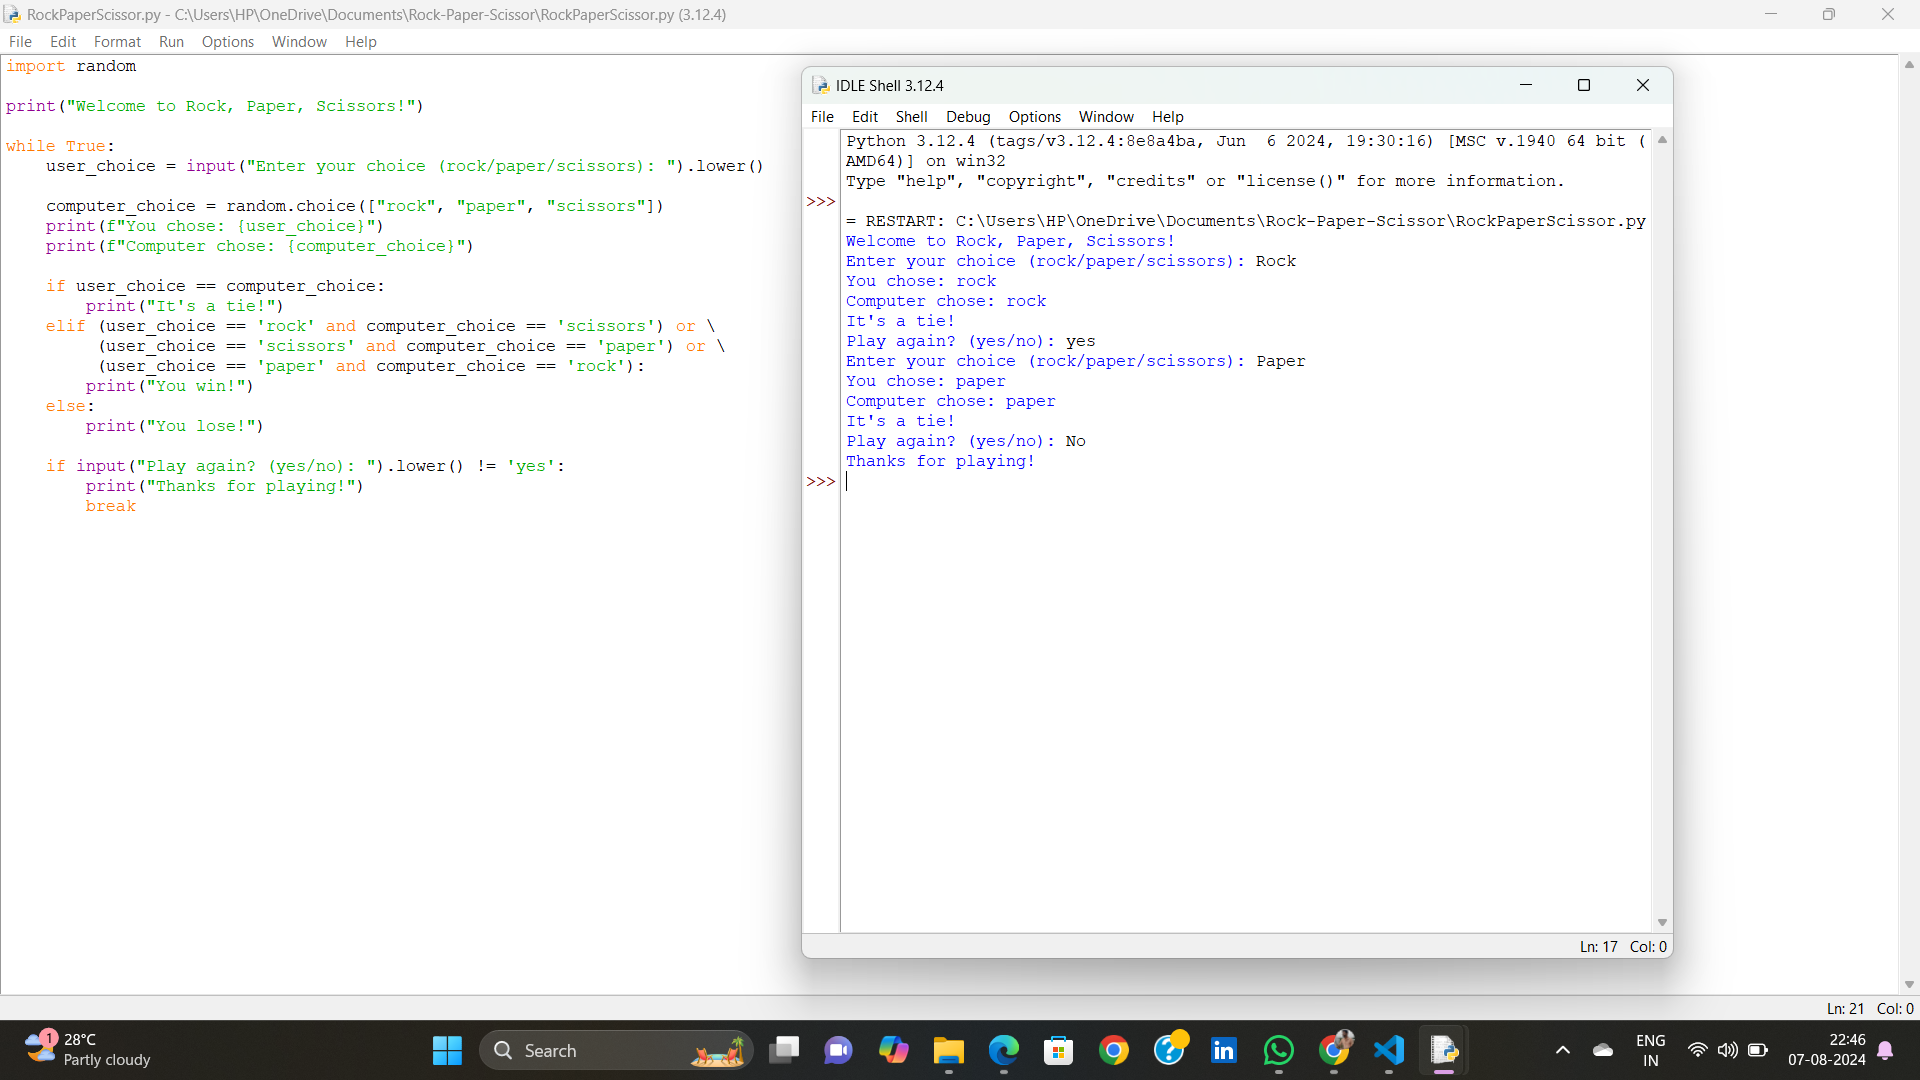 RockPaperScissor.py - C:\Users\HP\OneDrive\Documents\Rock-Paper-Scissor\RockPaperScissor.py (3.12.4)
File Edit Format Run Options Window Help
import random
print("Welcome to Rock, Paper, Scissors!")
while True:
    user_choice = input("Enter your choice (rock/paper/scissors): ").lower()
    computer_choice = random.choice(["rock", "paper", "scissors"])
    print(f"You chose: {user_choice}")
    print(f"Computer chose: {computer_choice}")
    if user_choice == computer_choice:
        print("It's a tie!")
    elif (user_choice == 'rock' and computer_choice == 'scissors') or \
         (user_choice == 'scissors' and computer_choice == 'paper') or \
         (user_choice == 'paper' and computer_choice == 'rock'):
        print("You win!")
    else:
        print("You lose!")
    if input("Play again? (yes/no): ").lower() != 'yes':
        print("Thanks for playing!")
        break
IDLE Shell 3.12.4
File Edit Shell Debug Options Window Help
Python 3.12.4 (tags/v3.12.4:8e8a4ba, Jun  6 2024, 19:30:16) [MSC v.1940 64 bit (
AMD64)] on win32
Type "help", "copyright", "credits" or "license()" for more information.
>>>
= RESTART: C:\Users\HP\OneDrive\Documents\Rock-Paper-Scissor\RockPaperScissor.py
Welcome to Rock, Paper, Scissors!
Enter your choice (rock/paper/scissors): Rock
You chose: rock
Computer chose: rock
It's a tie!
Play again? (yes/no): yes
Enter your choice (rock/paper/scissors): Paper
You chose: paper
Computer chose: paper
It's a tie!
Play again? (yes/no): No
Thanks for playing!
>>>
Ln: 17 Col: 0
Ln: 21 Col: 0
1
28°C
Partly cloudy
Search
in
ENG
IN
22:46
07-08-2024